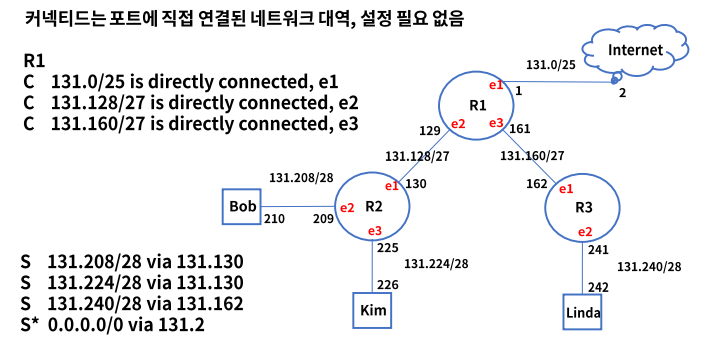 커넥티드는 포트에 직접 연결된 네트워크 대역, 설정 필요 없음
R1
C 131.0/25 is directly connected, e1
C 131.128/27 is directly connected, e2
C 131.160/27 is directly connected, e3
Internet
131.0/25
e1
1
2
R1
e2
e3
129
161
131.128/27
131.160/27
131.208/28
e1
130
162
e1
Bob
e2
R2
R3
210
209
e3
e2
225
241
131.224/28
131.240/28
226
242
Kim
Linda
S 131.208/28 via 131.130
S 131.224/28 via 131.130
S 131.240/28 via 131.162
S* 0.0.0.0/0 via 131.2